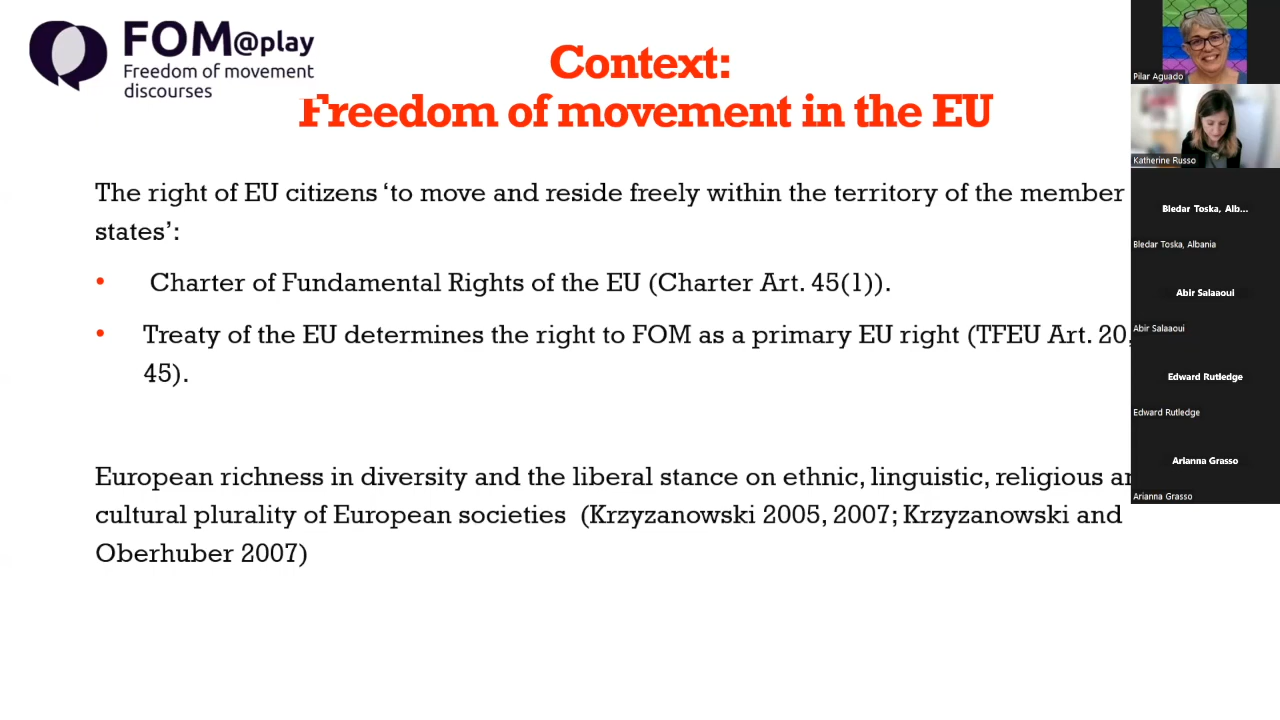 FOM@play
Freedom of movement
discourses
Context:
Freedom of movement in the EU
The right of EU citizens ‘to move and reside freely within the territory of the member
states’:
• Charter of Fundamental Rights of the EU (Charter Art. 45(1)).
• Treaty of the EU determines the right to FOM as a primary EU right (TFEU Art. 20,
45).
European richness in diversity and the liberal stance on ethnic, linguistic, religious
cultural plurality of European societies (Krzyzanowski 2005, 2007; Krzyzanowski and
Oberhuber 2007)
Pilar Aguado
Katherine Russo
Bledar Toska, Alb...
Bledar Toska, Albania
Abir Salaaoui
Abir Salaaoui
Edward Rutledge
Edward Rutledge
Arianna Grasso
Arianna Grasso